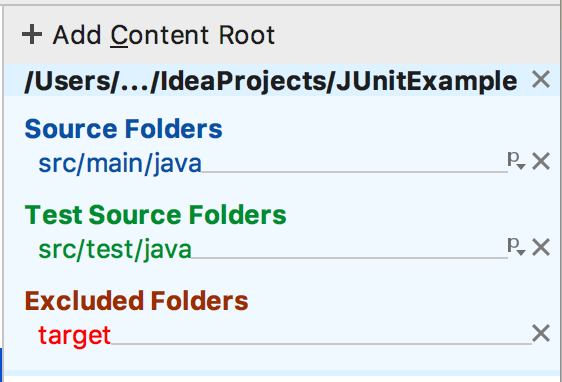 + Add Content Root
/Users/.../IdeaProjects/JUnitExample
Source Folders
src/main/java
Test Source Folders
src/test/java
Excluded Folders
target